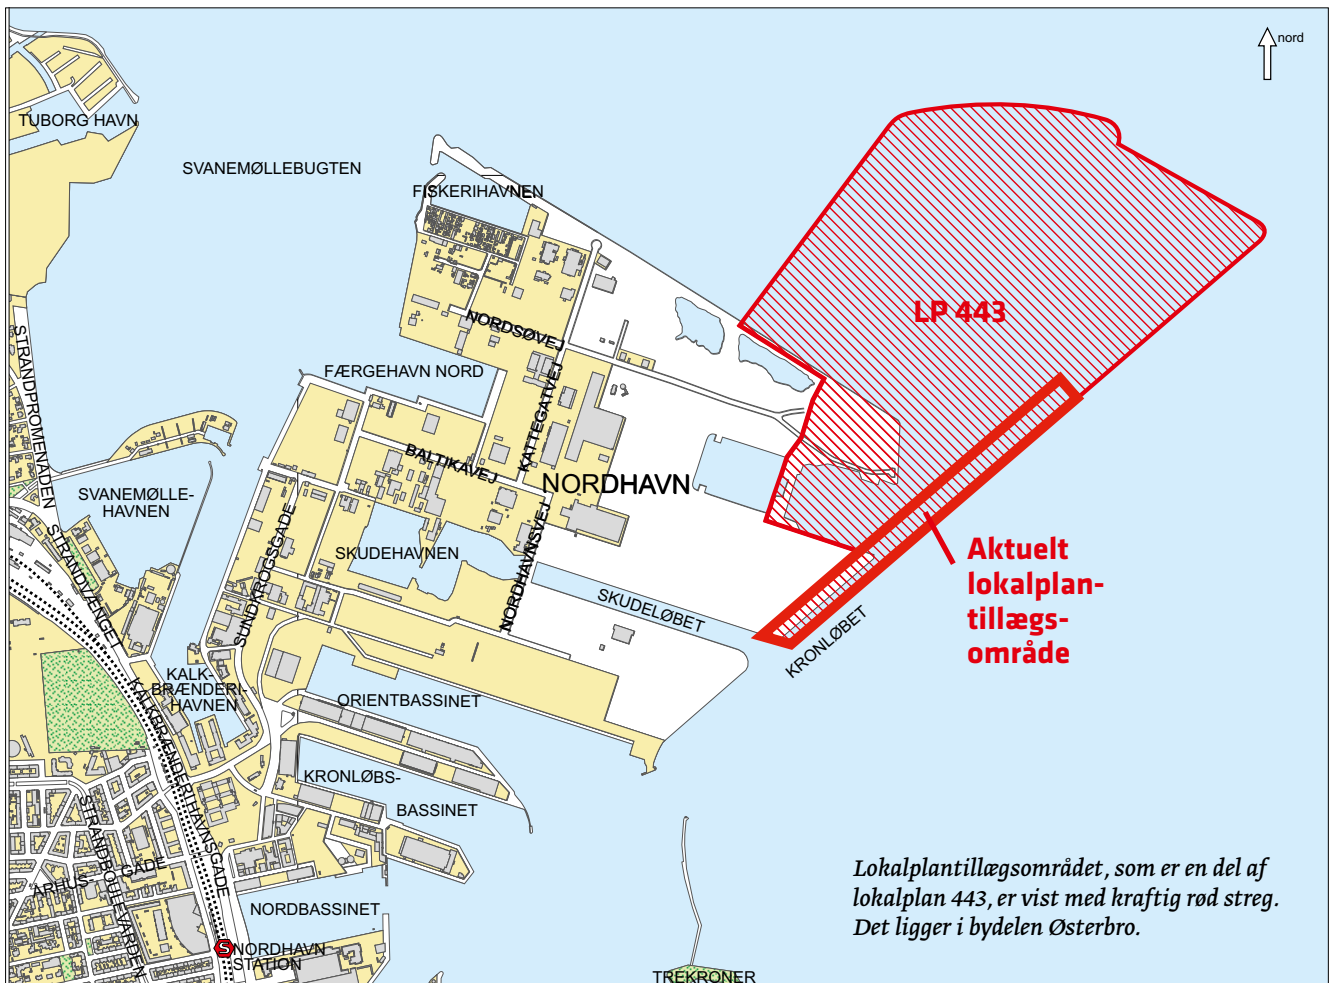 nord
TUBORG HAVN
SVANEMØLLEBUGTEN
FISKERIHAVNEN
LP 443
NORDSØVEJ
STRANDPROMENADEN
FÆRGEHAVN NORD
KATTEGATVEJ
BALTIKAVEJ
NORDHAVN
SVANEMØLLE-
HAVNEN
STRANDVÆNGET
SUNDKROGSGADE
SKUDEHAVNEN
NORDHAVNSVEJ
SKUDELØBET
KRONLØBET
Aktuelt
lokalplan-
tillægs-
område
KALK-
BRÆNDERI-
HAVNEN
KALKBRÆNDERIHAVNSGADE
ORIENTBASSINET
KRONLØBS-
BASSINET
STRANDBOULEVARDEN
ÅRHUS-
GADE
NORDBASSINET
S
NORDHAVN
STATION
TREKRONER
Lokalplantillægsområdet, som er en del af
lokalplan 443, er vist med kraftig rød streg.
Det ligger i bydelen Østerbro.